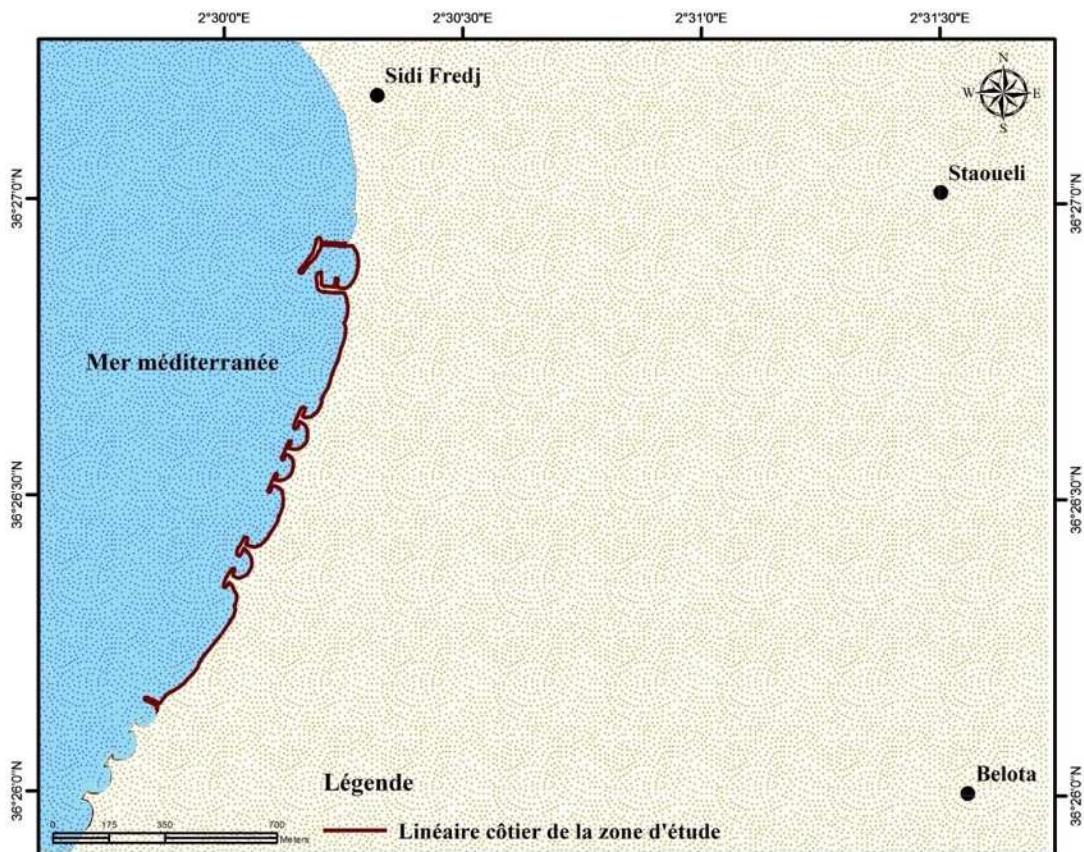 2°30'0"E
2°30'30"E
2°31'0"E
2°31'30"E
Sidi Fredj
N
W E
S
Staoueli
36°27'0"N
36°27'0"N
Mer méditerranée
36°26'30"N
36°26'30"N
Légende
Belota
36°26'0"N
36°26'0"N
0 175 350 700
Meters
Linéaire côtier de la zone d'étude